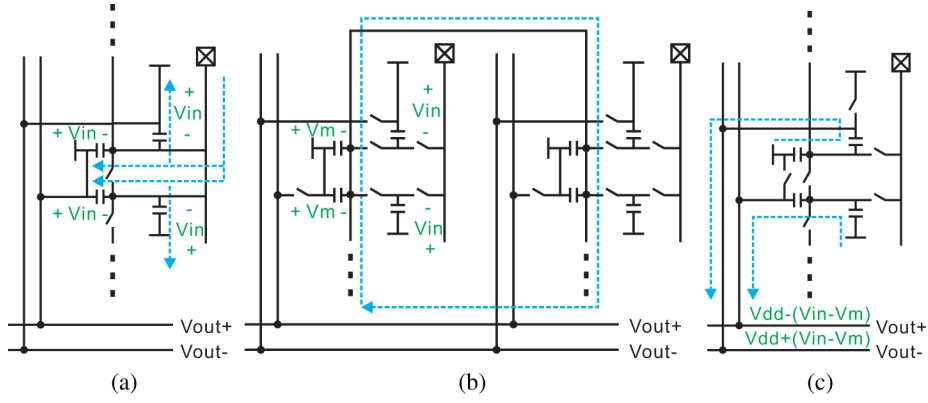 +
Vin
-
+ Vin -
+ Vin -
-
Vin
+
Vout+
Vout-
(a)
+
Vin
-
+ Vm -
+ Vm -
-
Vin
+
Vout+
Vout-
(b)
Vdd-(Vin-Vm)
Vout+
Vdd+(Vin-Vm)
Vout-
(c)